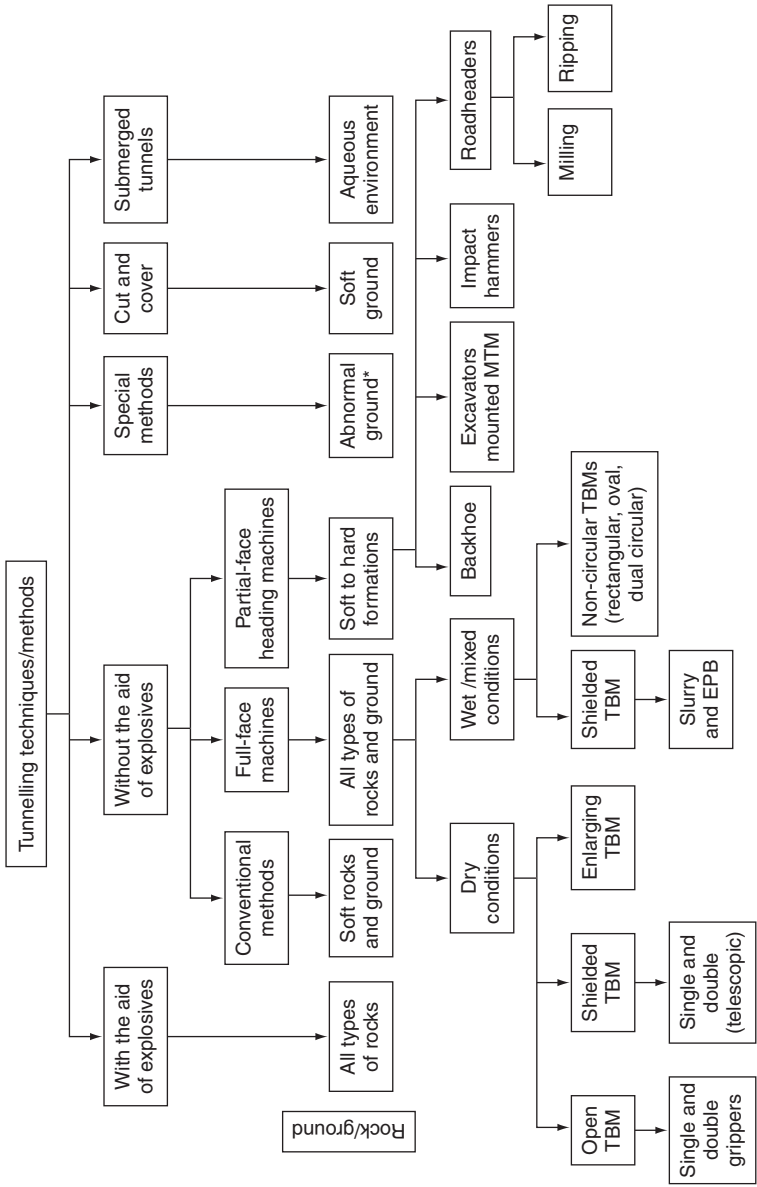 Tunnelling techniques/methods
With the aid
of explosives
Without the aid
of explosives
Special
methods
Cut and
cover
Submerged
tunnels
Conventional
methods
Full-face
machines
Partial-face
heading machines
Rock/ground
All types
of rocks
Soft rocks
and ground
All types of
rocks and ground
Soft to hard
formations
Abnormal
ground*
Soft
ground
Aqueous
environment
Dry
conditions
Wet /mixed
conditions
Backhoe
Excavators
mounted MTM
Impact
hammers
Roadheaders
Open
TBM
Shielded
TBM
Enlarging
TBM
Shielded
TBM
Non-circular TBMs
(rectangular, oval,
dual circular)
Milling
Ripping
Single and
double
grippers
Single and
double
(telescopic)
Slurry
and EPB